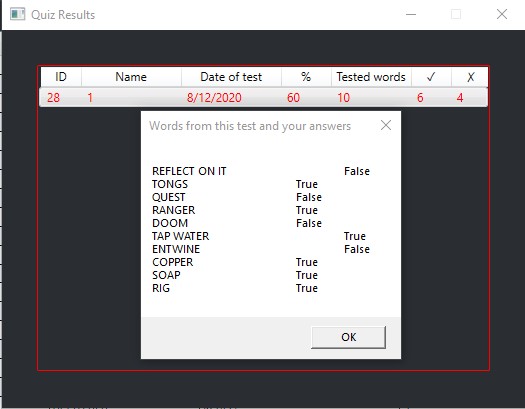 Quiz Results
ID Name Date of test % Tested words ✓ ✗
28 1 8/12/2020 60 10 6 4
Words from this test and your answers
REFLECT ON IT False
TONGS True
QUEST False
RANGER True
DOOM False
TAP WATER True
ENTWINE False
COPPER True
SOAP True
RIG True
OK